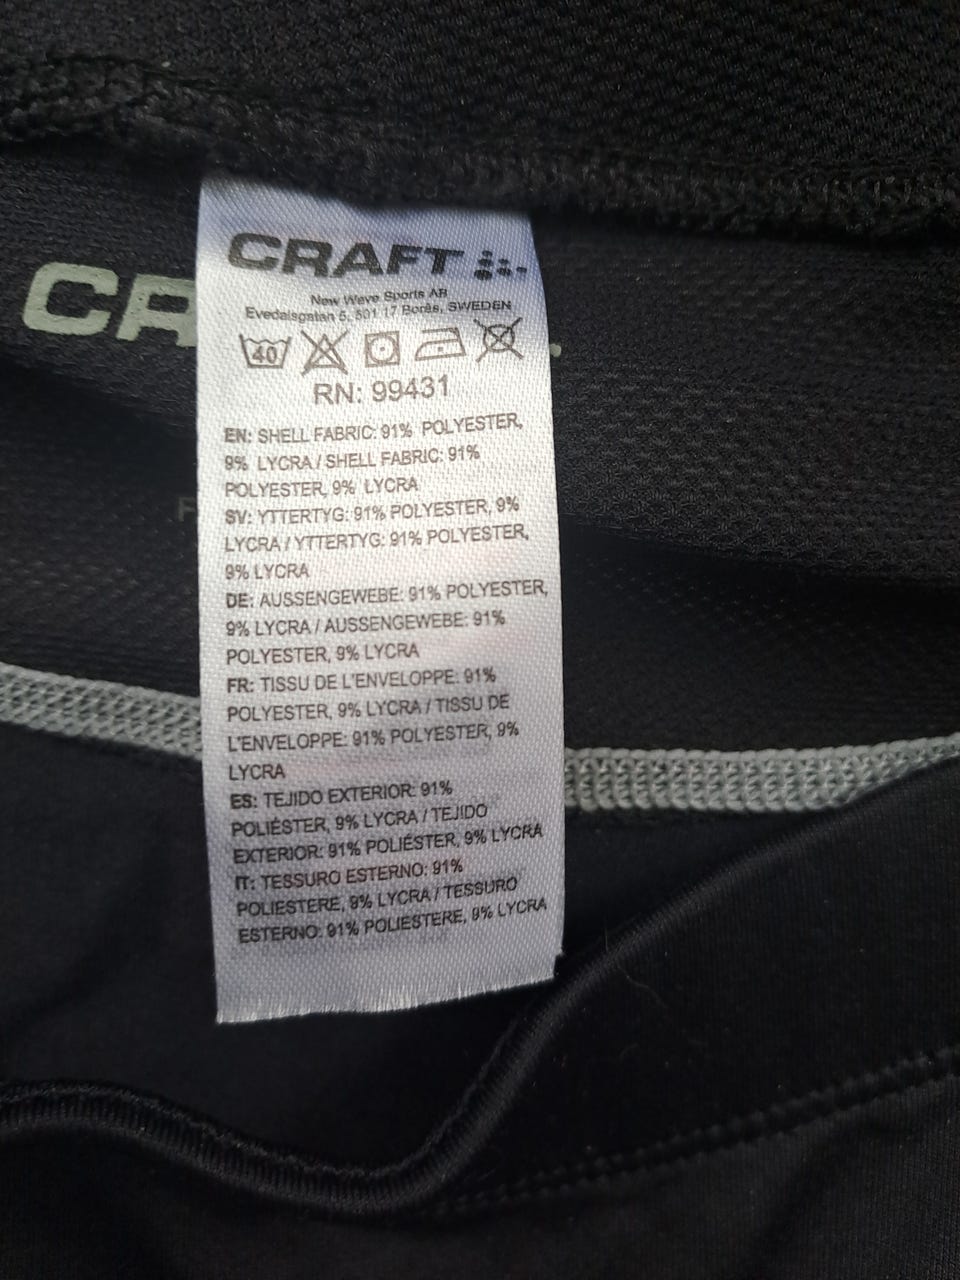 CRAFT
CR
New Wave Sports AB
Evedalsgatan 5, 501 17 Borås, SWEDEN
40
RN: 99431
EN: SHELL FABRIC: 91% POLYESTER,
9% LYCRA / SHELL FABRIC: 91%
POLYESTER, 9% LYCRA
SV: YTTERTYG: 91% POLYESTER, 9%
LYCRA / YTTERTYG: 91% POLYESTER,
9% LYCRA
DE: AUSSENGEWEBE: 91% POLYESTER,
9% LYCRA / AUSSENGEWEBE: 91%
POLYESTER, 9% LYCRA
FR: TISSU DE L'ENVELOPPE: 91%
POLYESTER, 9% LYCRA / TISSU DE
L'ENVELOPPE: 91% POLYESTER, 9%
LYCRA
ES: TEJIDO EXTERIOR: 91%
POLIÉSTER, 9% LYCRA / TEJIDO
EXTERIOR: 91% POLIÉSTER, 9% LYCRA
IT: TESSURO ESTERNO: 91%
POLIESTERE, 9% LYCRA / TESSURO
ESTERNO: 91% POLIESTERE, 9% LYCRA